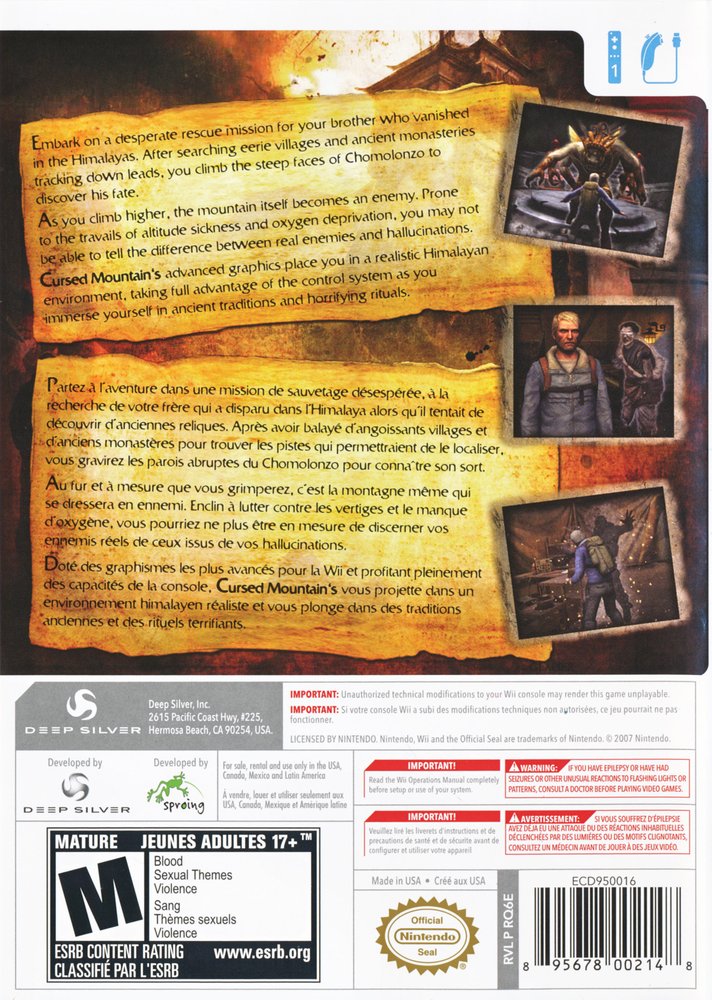 1
Embark on a desperate rescue mission for your brother who vanished
in the Himalayas. After searching eerie villages and ancient monasteries
tracking down leads, you climb the steep faces of Chomolonzo to
discover his fate.
As you climb higher, the mountain itself becomes an enemy. Prone
to the travails of altitude sickness and oxygen deprivation, you may not
be able to tell the difference between real enemies and hallucinations.
Cursed Mountain's advanced graphics place you in a realistic Himalayan
environment, taking full advantage of the control system as you
immerse yourself in ancient traditions and horrifying rituals.
Partez à l'aventure dans une mission de sauvetage désespérée, à la
recherche de votre frère qui a disparu dans l'Himalaya alors qu'il tentait de
découvrir d'anciennes reliques. Après avoir balayé d'angoissants villages et
d'anciens monastères pour trouver les pistes qui permettraient de le localiser,
vous gravirez les parois abruptes du Chomolonzo pour connaître son sort.
Au fur et à mesure que vous grimperez, c'est la montagne même qui
se dressera en ennemi. Enclin à lutter contre les vertiges et le manque
d'oxygène, vous pourriez ne plus être en mesure de discerner vos
ennemis réels de ceux issus de vos hallucinations.
Doté des graphismes les plus avancés pour la Wii et profitant pleinement
des capacités de la console, Cursed Mountain's vous projette dans un
environnement himalayen réaliste et vous plonge dans des traditions
anciennes et des rituels terrifiants.
DEEP SILVER
Deep Silver, Inc.
2615 Pacific Coast Hwy, #225,
Hermosa Beach, CA 90254, USA.
IMPORTANT: Unauthorized technical modifications to your Wii console may render this game unplayable.
IMPORTANT: Si votre console Wii a subi des modifications techniques non autorisées, ce jeu pourrait ne pas
fonctionner.
LICENSED BY NINTENDO. Nintendo, Wii and the Official Seal are trademarks of Nintendo. © 2007 Nintendo.
Developed by
DEEP SILVER
Developed by
sproing
For sale, rental and use only in the USA,
Canada, Mexico and Latin America
À vendre, louer et utiliser seulement aux
USA, Canada, Mexique et Amérique latine
IMPORTANT!
Read the Wii Operations Manual completely
before setup or use of your system.
WARNING: IF YOU HAVE EPILEPSY OR HAVE HAD
SEIZURES OR OTHER UNUSUAL REACTIONS TO FLASHING LIGHTS OR
PATTERNS, CONSULT A DOCTOR BEFORE PLAYING VIDEO GAMES.
IMPORTANT!
Veuillez lire les livrets d'instructions et de
précautions de santé et de sécurité avant de
configurer et utiliser votre appareil
AVERTISSEMENT: SI VOUS SOUFFREZ D'ÉPILEPSIE
AVEZ DÉJA EU UNE ATTAQUE OU DES RÉACTIONS INHABITUELLES
DÉCLENCHÉES PAR DES LUMIÈRES OU DES MOTIFS CLIGNOTANTS,
CONSULTEZ UN MÉDECIN AVANT DE JOUER À DES JEUX VIDÉO.
MATURE JEUNES ADULTES 17+ ™
M
Blood
Sexual Themes
Violence
Sang
Thèmes sexuels
Violence
ESRB CONTENT RATING www.esrb.org
CLASSIFIÉ PAR L'ESRB
Made in USA • Créé aux USA
Official
Nintendo
Seal
RVL P RQ6E
ECD950016
8 95678 00214 8